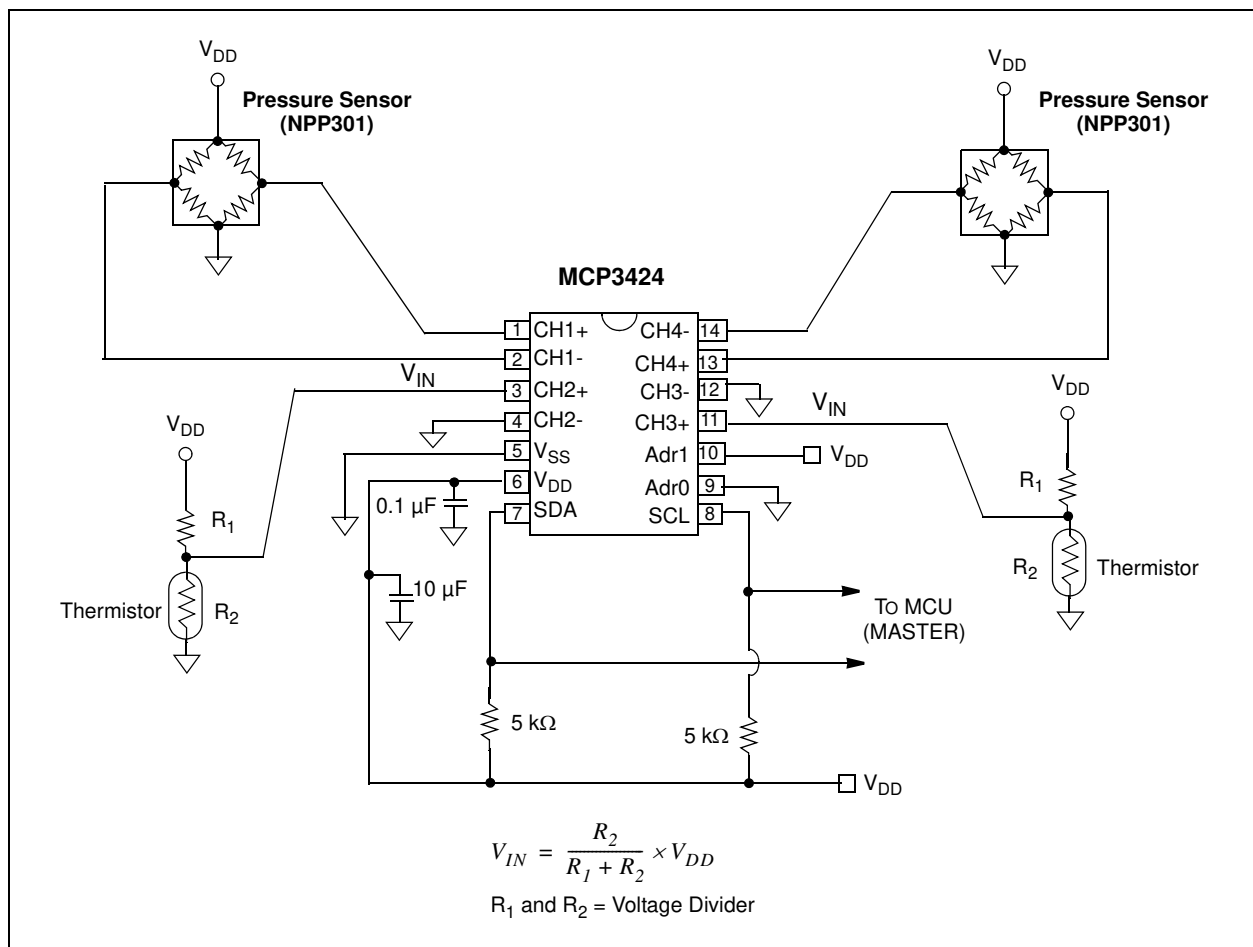 VDD
Pressure Sensor
(NPP301)
VDD
Pressure Sensor
(NPP301)
MCP3424
1 CH1+
2 CH1-
3 CH2+
4 CH2-
5 VSS
6 VDD
7 SDA
CH4- 14
CH4+ 13
CH3- 12
CH3+ 11
Adr1 10
Adr0 9
SCL 8
VIN
VIN
VDD
R1
Thermistor
R2
0.1 µF
10 µF
VDD
VDD
R1
R2
Thermistor
TO MCU
(MASTER)
5 kΩ
5 kΩ
VDD
VIN = R2 / (R1 + R2) × VDD
R1 and R2 = Voltage Divider